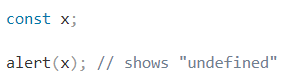 const x;
alert(x); // shows "undefined"